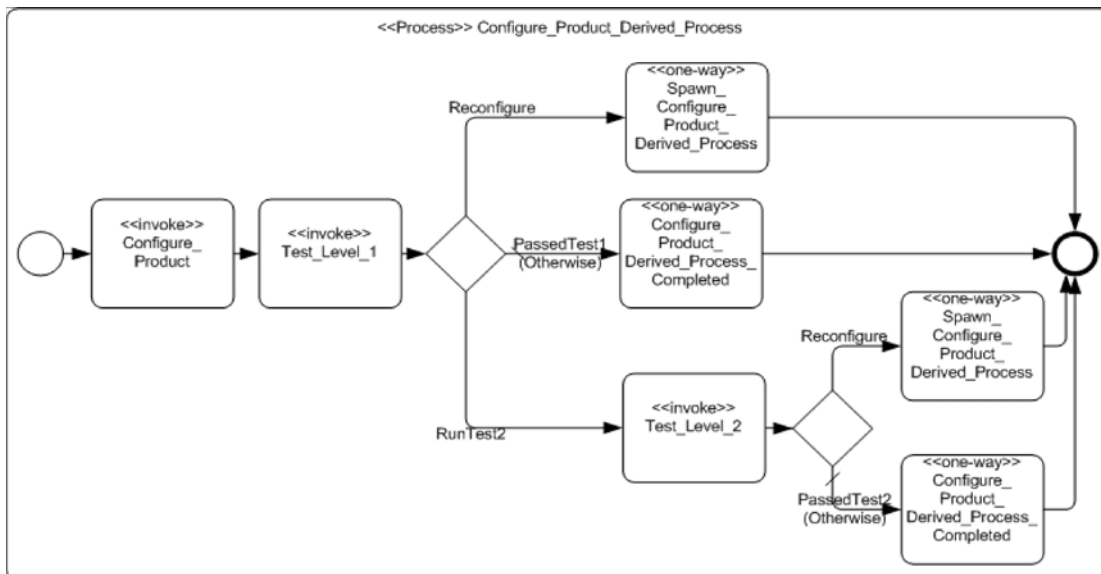 <<Process>> Configure_Product_Derived_Process
<<one-way>>
Spawn_
Configure_
Product_
Derived_Process
Reconfigure
<<invoke>>
Configure_
Product
<<invoke>>
Test_Level_1
PassedTest1
(Otherwise)
<<one-way>>
Configure_
Product_
Derived_Process_
Completed
RunTest2
<<invoke>>
Test_Level_2
Reconfigure
<<one-way>>
Spawn_
Configure_
Product_
Derived_Process
PassedTest2
(Otherwise)
<<one-way>>
Configure_
Product_
Derived_Process_
Completed